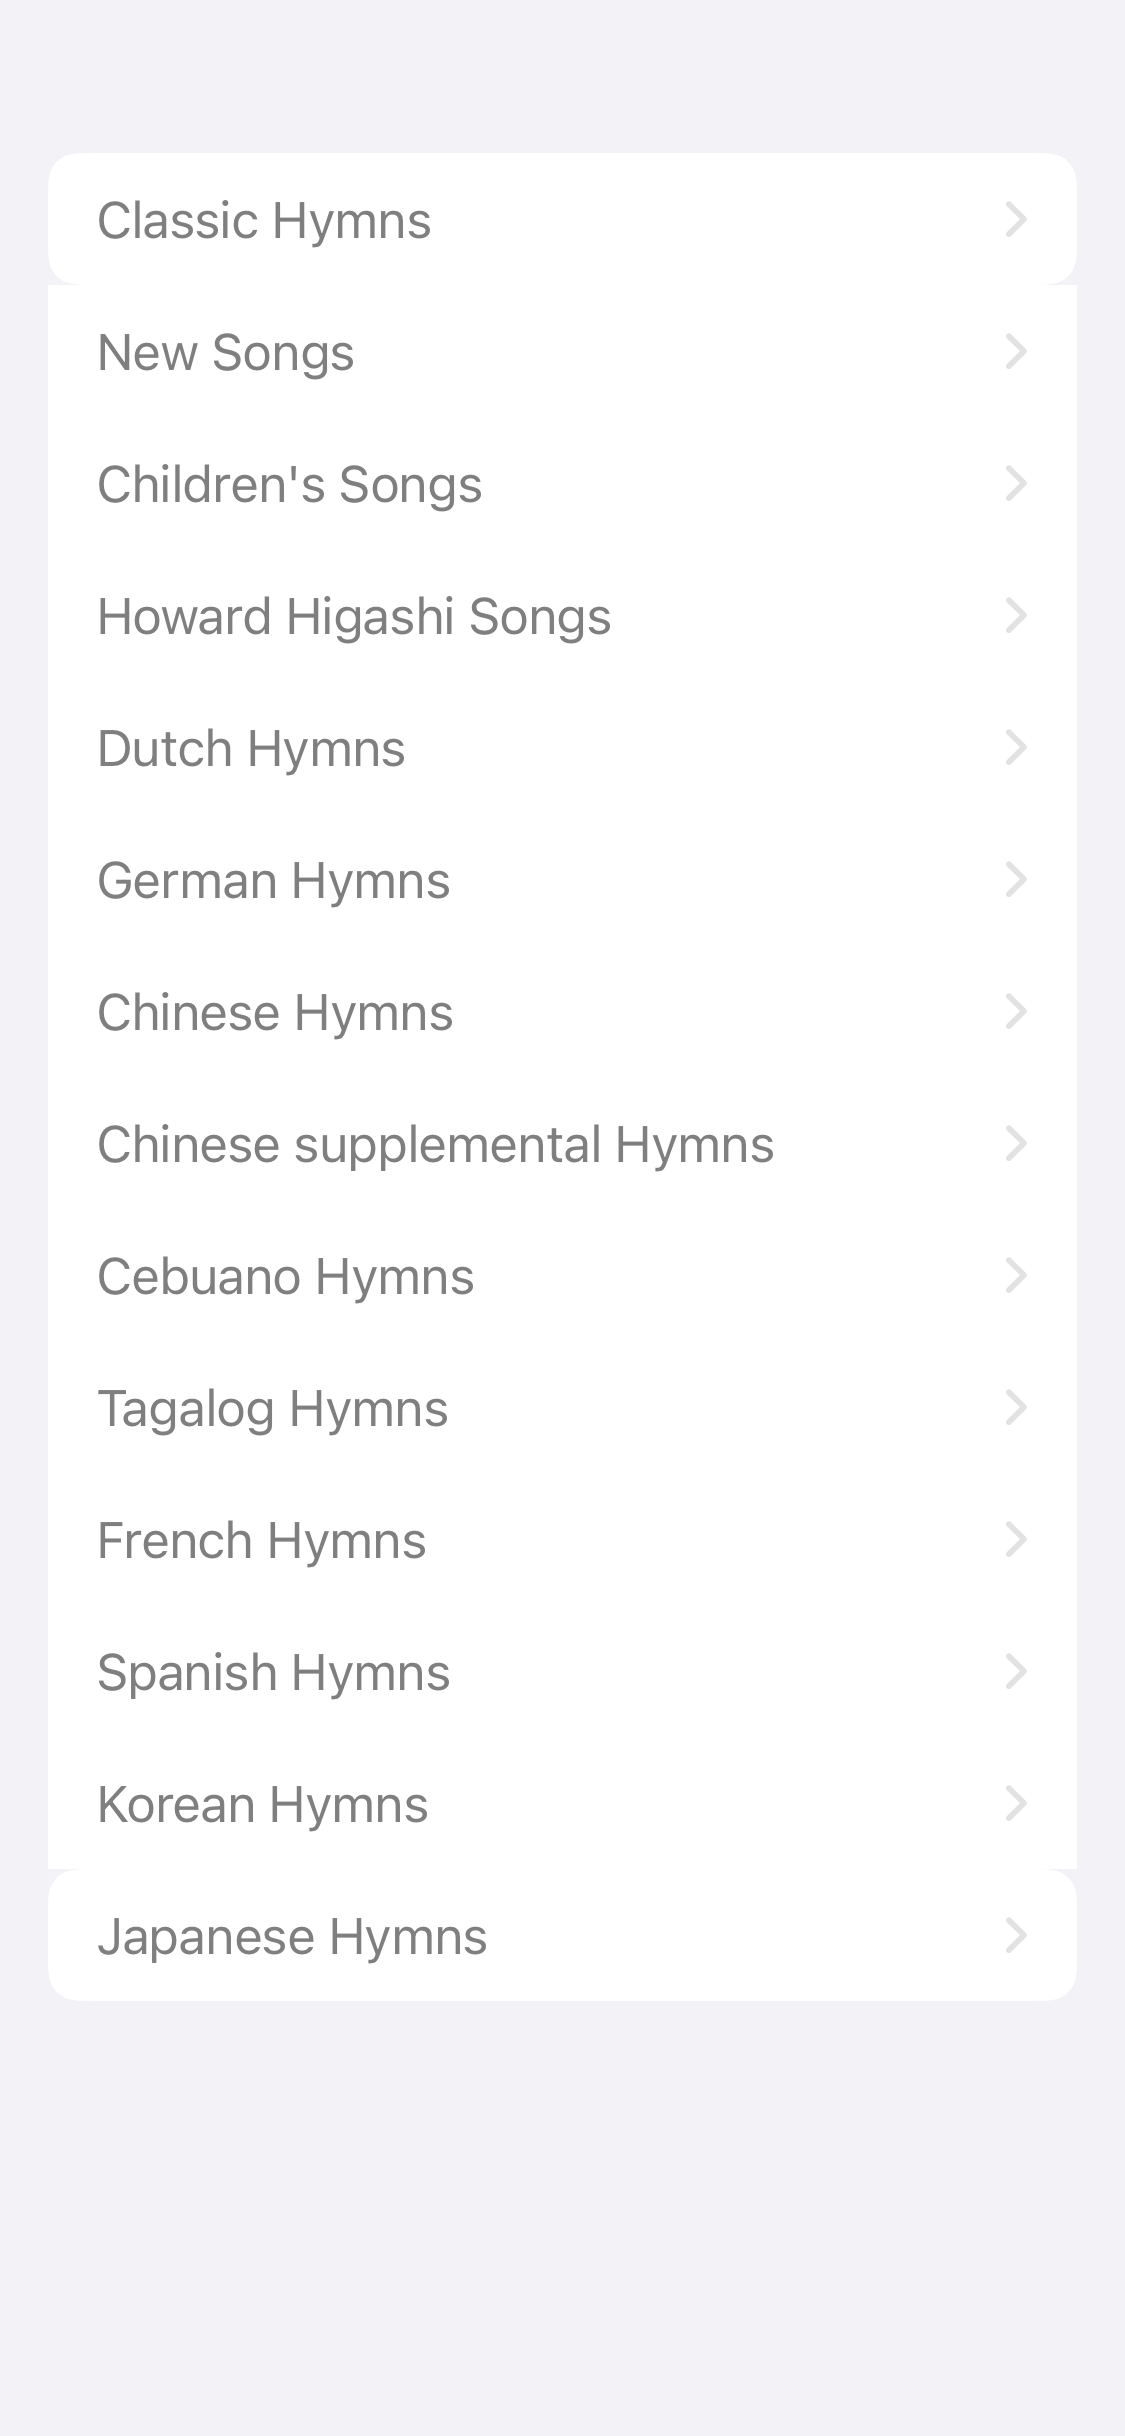 Classic Hymns
New Songs
Children's Songs
Howard Higashi Songs
Dutch Hymns
German Hymns
Chinese Hymns
Chinese supplemental Hymns
Cebuano Hymns
Tagalog Hymns
French Hymns
Spanish Hymns
Korean Hymns
Japanese Hymns